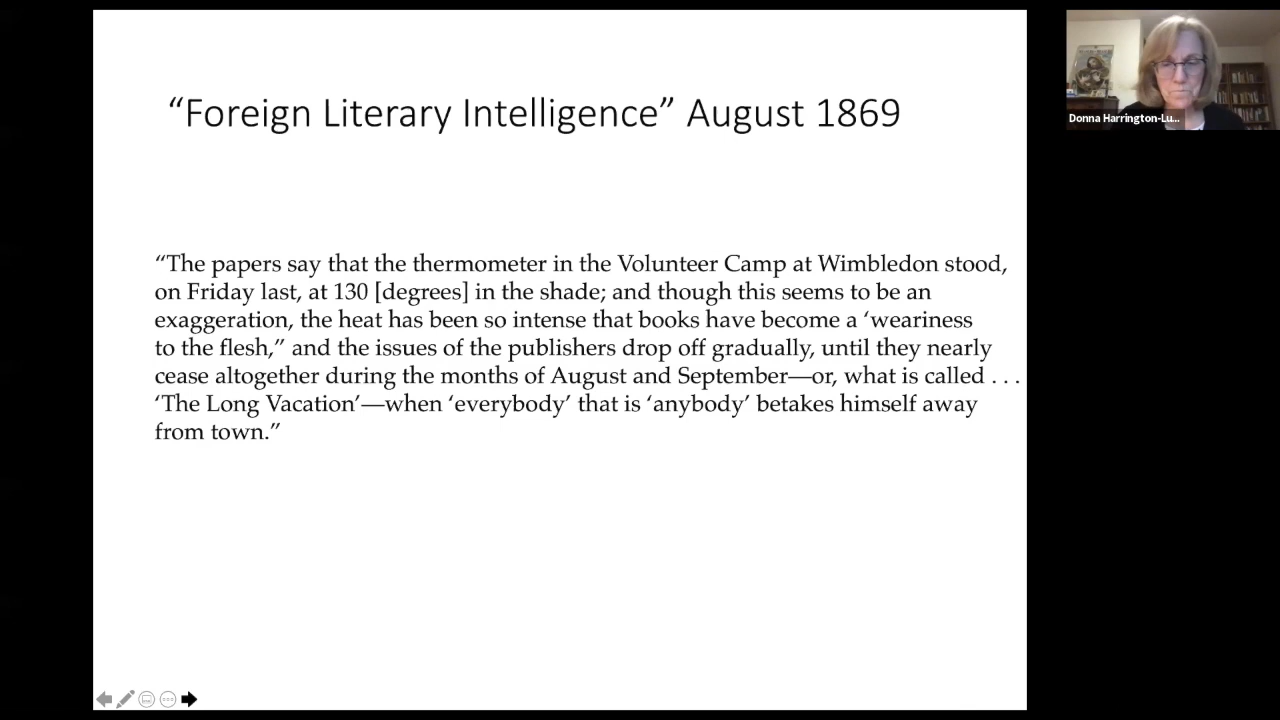 “Foreign Literary Intelligence” August 1869
“The papers say that the thermometer in the Volunteer Camp at Wimbledon stood,
on Friday last, at 130 [degrees] in the shade; and though this seems to be an
exaggeration, the heat has been so intense that books have become a ‘weariness
to the flesh,” and the issues of the publishers drop off gradually, until they nearly
cease altogether during the months of August and September—or, what is called . . .
‘The Long Vacation’—when ‘everybody’ that is ‘anybody’ betakes himself away
from town.”
Donna Harrington-Lu...